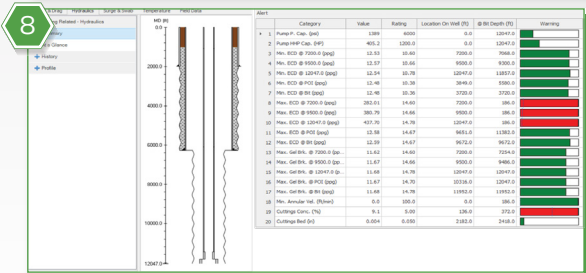 8
Hydraulics
Surge & Swab
Temperature
Field Data
Related : Hydraulics
Glance
History
Profile
MD (ft)
0.0
2000.0
4000.0
6000.0
8000.0
10000.0
12047.0
Alert
Category Value Rating Location On Well (ft) @ Bit Depth (ft) Warning
1 Pump P. Cap. (psi) 1389 6000 0.0 12047.0
2 Pump HHP Cap. (HP) 405.2 1200.0 0.0 12047.0
3 Min. ECD @ 7200.0 (ppg) 12.53 10.60 7200.0 7068.0
4 Min. ECD @ 9500.0 (ppg) 12.57 10.66 9500.0 9300.0
5 Min. ECD @ 12047.0 (ppg) 12.54 10.78 12047.0 11857.0
6 Min. ECD @ POI (ppg) 12.48 10.38 3849.0 5580.0
7 Min. ECD @ Bit (ppg) 12.48 10.36 3720.0 3720.0
8 Max. ECD @ 7200.0 (ppg) 282.01 14.60 7200.0 186.0
9 Max. ECD @ 9500.0 (ppg) 380.79 14.66 9500.0 186.0
10 Max. ECD @ 12047.0 (ppg) 437.70 14.78 12047.0 186.0
11 Max. ECD @ POI (ppg) 12.58 14.67 9651.0 11382.0
12 Max. ECD @ Bit (ppg) 12.59 14.67 9672.0 9672.0
13 Max. Gel Brk. @ 7200.0 (pp... 11.62 14.60 7200.0 7254.0
14 Max. Gel Brk. @ 9500.0 (pp... 11.67 14.66 9500.0 9486.0
15 Max. Gel Brk. @ 12047.0 (p... 11.68 14.78 12047.0 12047.0
16 Max. Gel Brk. @ POI (ppg) 11.67 14.70 10316.0 12047.0
17 Max. Gel Brk. @ Bit (ppg) 11.68 14.78 11952.0 11952.0
18 Min. Annular Vel. (ft/min) 0.0 100.0 0.0 186.0
19 Cuttings Conc. (%) 9.1 5.00 136.0 372.0
20 Cuttings Bed (in) 0.004 0.050 2182.0 2418.0